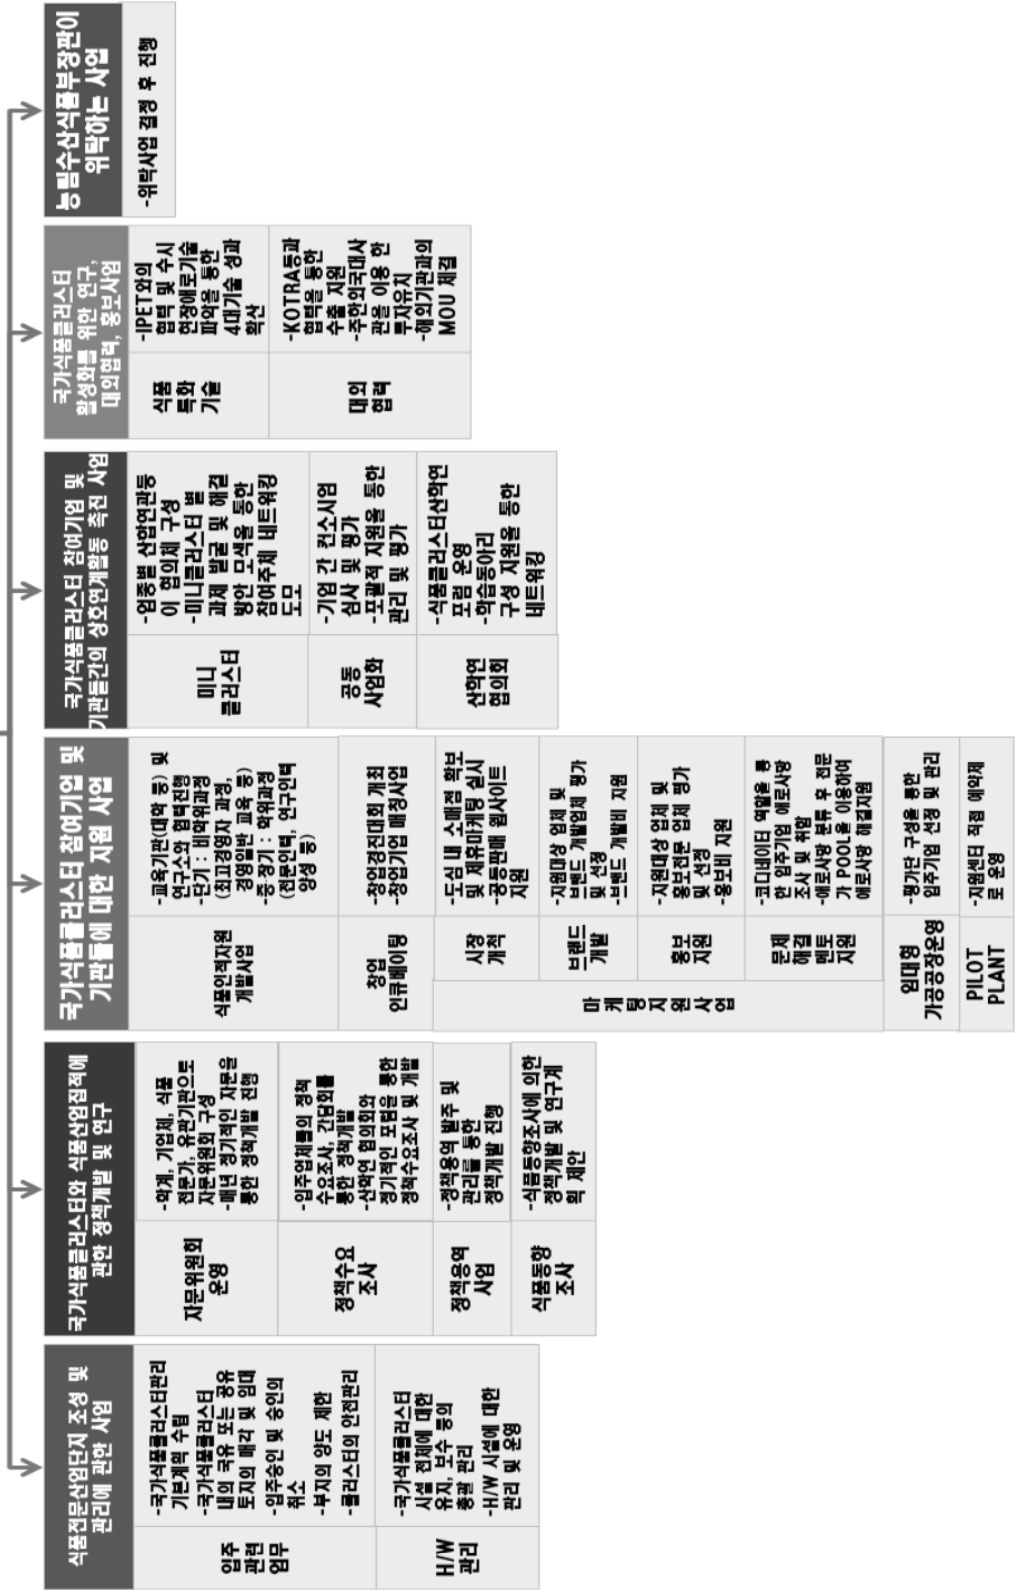 식품전문산업단지 조성 및
관리에 관한 사업
입주
관련
업무
-국가식품클러스터관리
기본계획 수립
-국가식품클러스터
내의 국유 또는 공유
토지의 매각 및 임대
-입주승인 및 승인의
취소
-부지의 양도 제한
-클러스터의 안전관리
H/W
관리
-국가식품클러스터
시설 전체에 대한
유지, 보수 등의
총괄 관리
-H/W 시설에 대한
관리 및 운영
국가식품클러스터와 식품산업집적에
관한 정책개발 및 연구
자문위원회
운영
-학계, 기업체, 식품
전문가, 유관기관으로
자문위원회 구성
-매년 정기적인 자문을
통한 정책개발 진행
정책수요
조사
-입주업체들의 정책
수요조사, 간담회를
통한 정책개발
-산학연 협의회와
정기적인 포럼을 통한
정책수요조사 및 개발
정책용역
사업
-정책용역 발주 및
관리를 통한
정책개발 진행
식품동향
조사
-식품동향조사에 의한
정책개발 및 연구계
획 제안
국가식품클러스터 참여기업 및
기관들에 대한 지원 사업
식품인적자원
개발사업
-교육기관(대학 등) 및
연구소와 협력진행
-단기 : 비학위과정
(최고경영자 과정,
경영일반 교육 등)
-중·장기 : 학위과정
(전문인력, 연구인력
양성 등)
창업
인큐베이팅
-창업경진대회 개최
-창업기업 매칭사업
마케팅지원사업
시장
개척
-도심 내 소매점 확보
및 제휴마케팅 실시
-공동판매 웹사이트
지원
브랜드
개발
-지원대상 업체 및
브랜드 개발업체 평가
및 선정
-브랜드 개발비 지원
홍보
지원
-지원대상 업체 및
홍보전문 업체 평가
및 선정
-홍보비 지원
문제
해결
멘토
지원
-코디네이터 역할을 통
한 입주기업 애로사항
조사 및 취합
-애로사항 분류 후 전문
가 POOL을 이용하여
애로사항 해결지원
임대형
가공공장운영
-평가단 구성을 통한
입주기업 선정 및 관리
PILOT
PLANT
-지원센터 직접 예약제
로 운영
국가식품클러스터 참여기업 및
기관들간의 상호연계활동 촉진 사업
미니
클러스터
-업종별 산합연관등
이 협의체 구성
-미니클러스터 별
과제 발굴 및 해결
방안 모색을 통한
참여주체 네트워킹
도모
공동
사업화
-기업 간 컨소시엄
심사 및 평가
-포괄적 지원을 통한
관리 및 평가
산학연
협의회
-식품클러스터산학연
포럼 운영
-학습동아리
구성 지원을 통한
네트워킹
국가식품클러스터
활성화를 위한 연구,
대외협력, 홍보사업
식품
특화
기술
-IPET와의
협력 및 수시
현장애로기술
파악을 통한
4대기술 성과
확산
대외
협력
-KOTRA등과
협력을 통한
수출 지원
-주한외국대사
관을 이용 한
투자유치
-해외기관과의
MOU 체결
농림수산식품부장관이
위탁하는 사업
-위탁사업 결정 후 진행